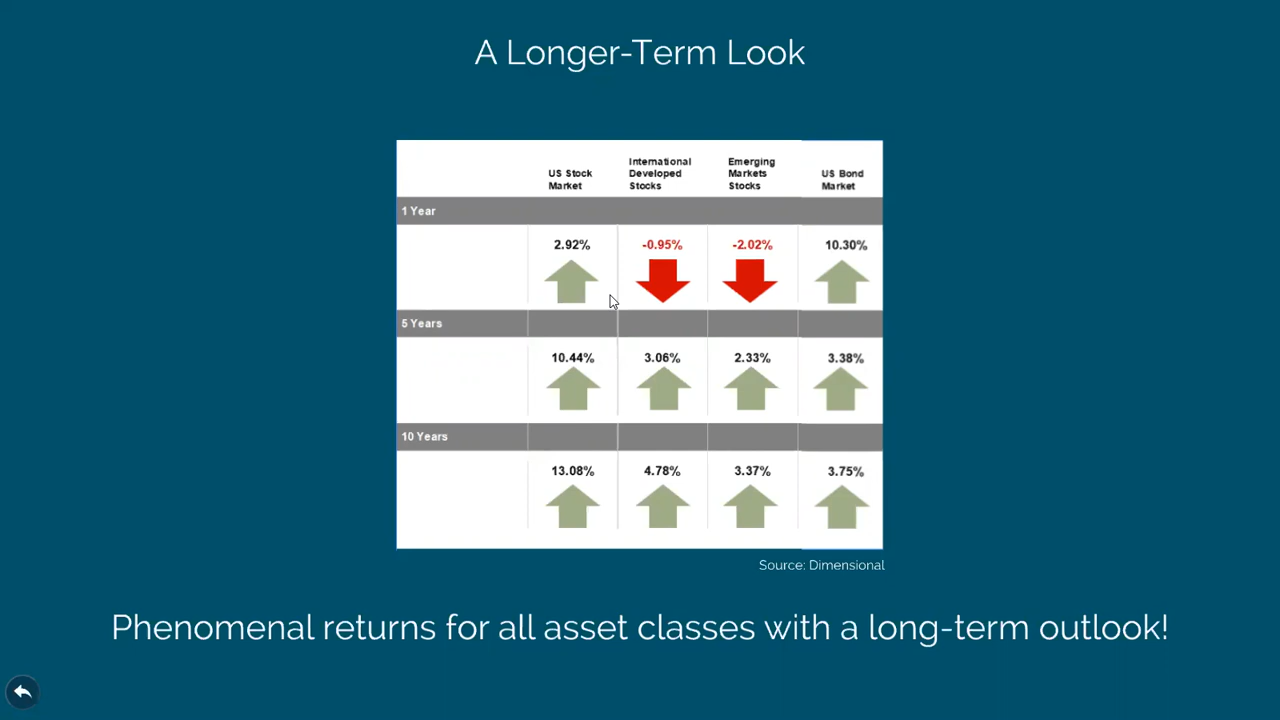 A Longer-Term Look
US Stock Market
International Developed Stocks
Emerging Markets Stocks
US Bond Market
1 Year
2.92% -0.95% -2.02% 10.30%
5 Years
10.44% 3.06% 2.33% 3.38%
10 Years
13.08% 4.78% 3.37% 3.75%
Source: Dimensional
Phenomenal returns for all asset classes with a long-term outlook!